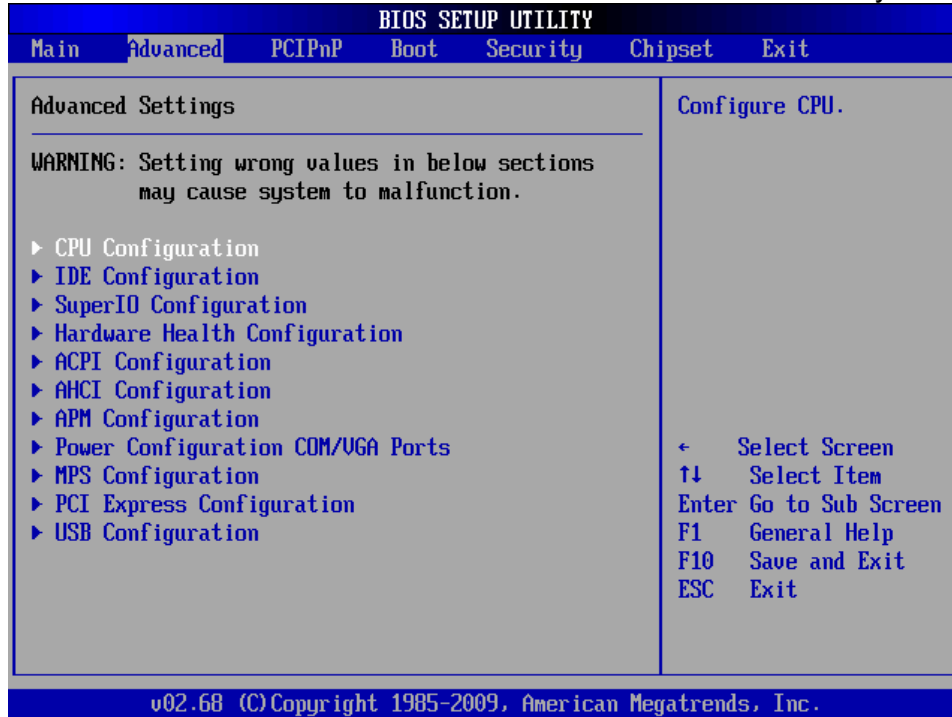 BIOS SETUP UTILITY
Main Advanced PCIPnP Boot Security Chipset Exit
Advanced Settings
WARNING: Setting wrong values in below sections
may cause system to malfunction.
▶ CPU Configuration
▶ IDE Configuration
▶ SuperIO Configuration
▶ Hardware Health Configuration
▶ ACPI Configuration
▶ AHCI Configuration
▶ APM Configuration
▶ Power Configuration COM/VGA Ports
▶ MPS Configuration
▶ PCI Express Configuration
▶ USB Configuration
Configure CPU.
← Select Screen
↑↓ Select Item
Enter Go to Sub Screen
F1 General Help
F10 Save and Exit
ESC Exit
v02.68 (C)Copyright 1985-2009, American Megatrends, Inc.